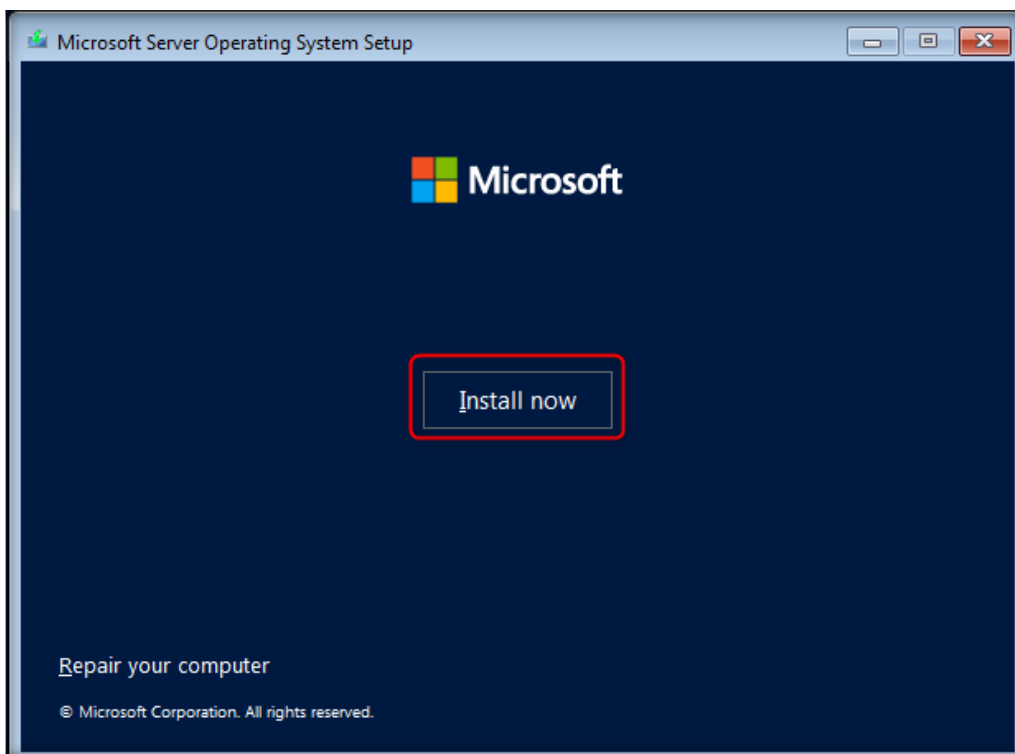 Microsoft Server Operating System Setup
Microsoft
Install now
Repair your computer
© Microsoft Corporation. All rights reserved.